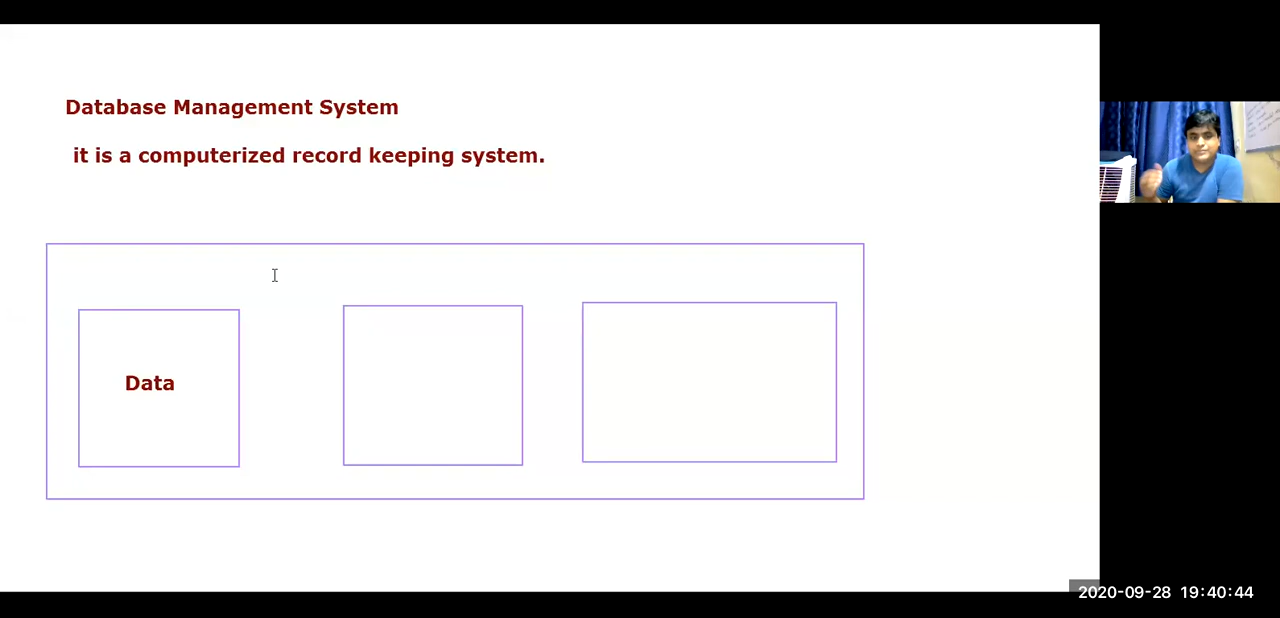 Database Management System
it is a computerized record keeping system.
Data
2020-09-28 19:40:44